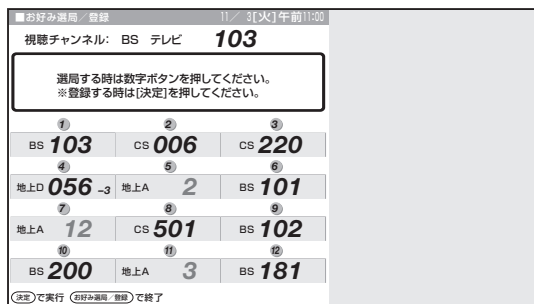 ■お好み選局／登録 11／ 3[火]午前11:00
視聴チャンネル: BS テレビ 103
選局する時は数字ボタンを押してください。
※登録する時は[決定]を押してください。
① ② ③
BS 103 CS 006 CS 220
④ ⑤ ⑥
地上D 056 -3 地上A 2 BS 101
⑦ ⑧ ⑨
地上A 12 CS 501 BS 102
⑩ ⑪ ⑫
BS 200 地上A 3 BS 181
決定で実行 お好み選局／登録で終了